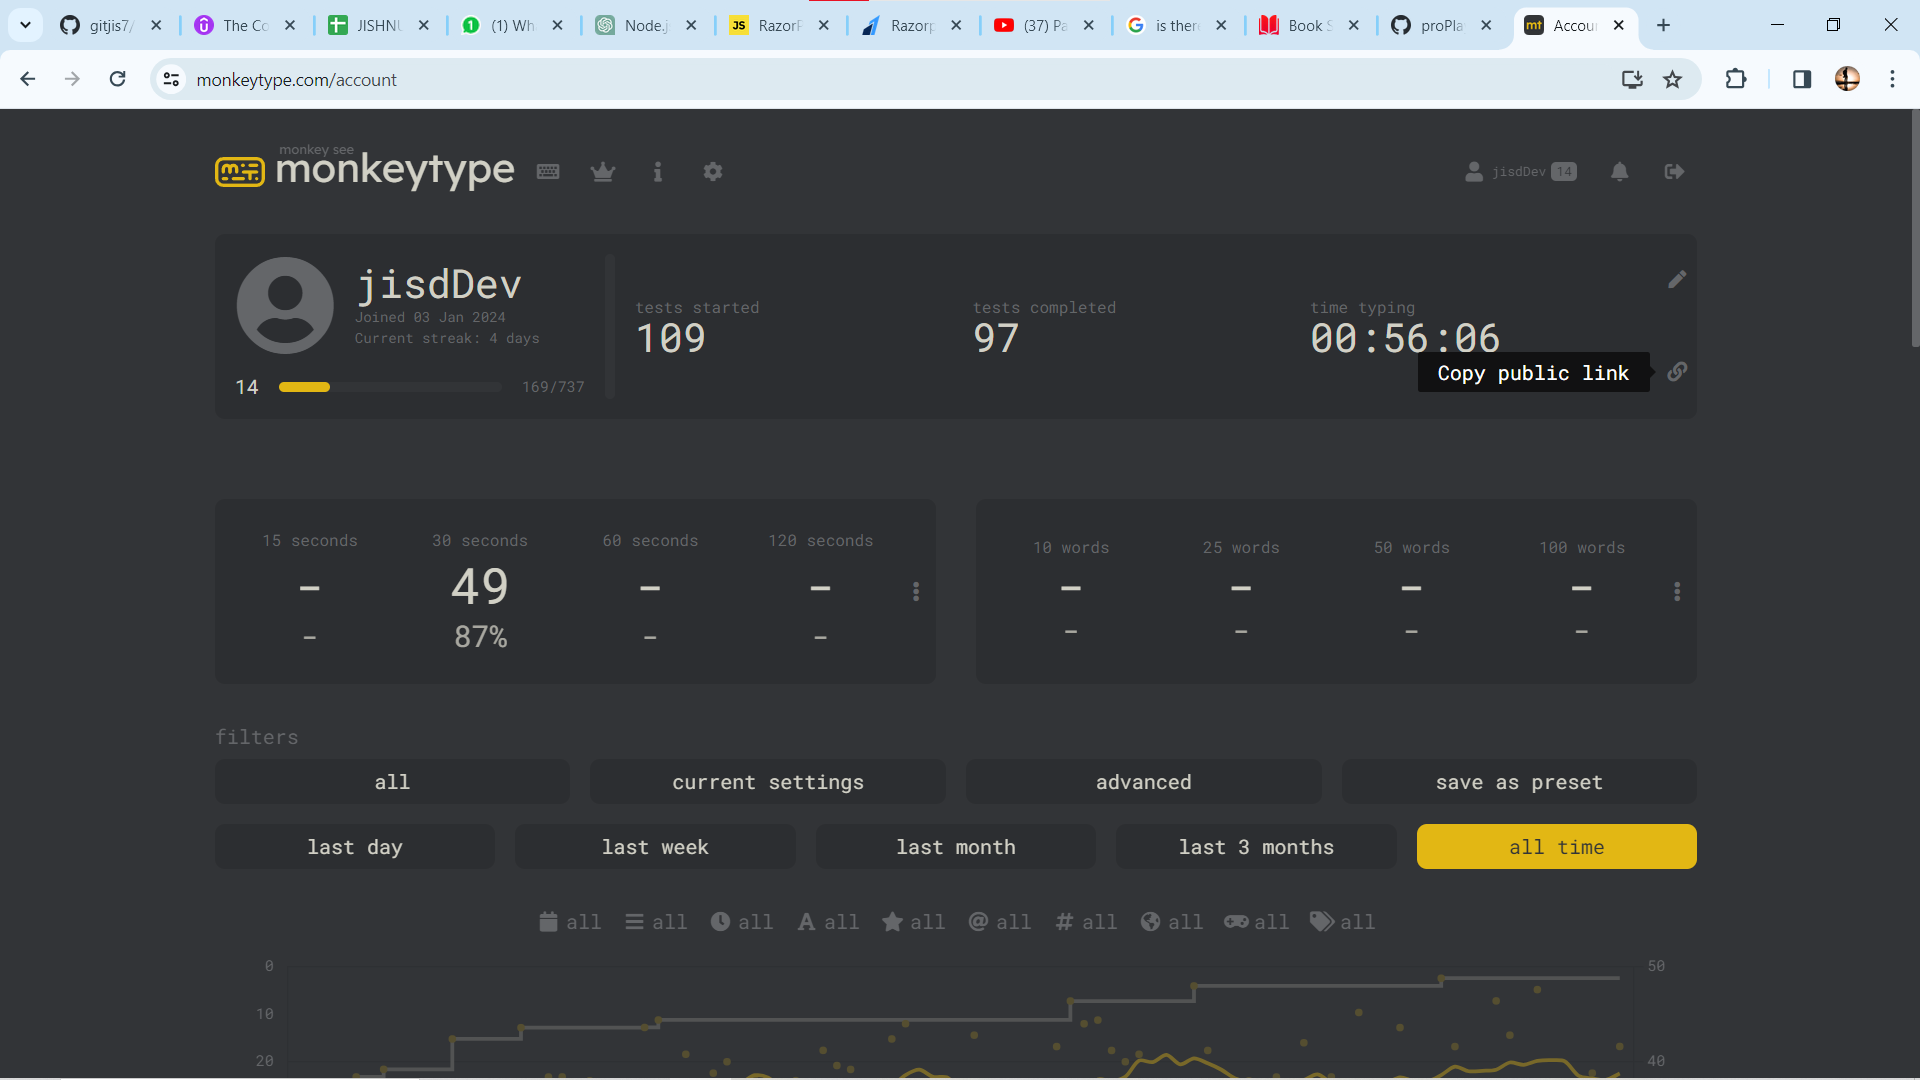 gitjis7/
The Co
JISHNU
(1) Wh
Node.j
JS
RazorP
Razorp
(37) Pa
is there
Book S
proPla
mt
Accou
monkeytype.com/account
monkey see
monkeytype
jisdDev 14
jisdDev
Joined 03 Jan 2024
Current streak: 4 days
14
169/737
tests started
109
tests completed
97
time typing
00:56:06
Copy public link
15 seconds
30 seconds
60 seconds
120 seconds
-
49
-
-
-
87%
-
-
10 words
25 words
50 words
100 words
-
-
-
-
-
-
-
-
filters
all
current settings
advanced
save as preset
last day
last week
last month
last 3 months
all time
all
all
all
all
all
all
all
all
all
all
0
10
20
50
40